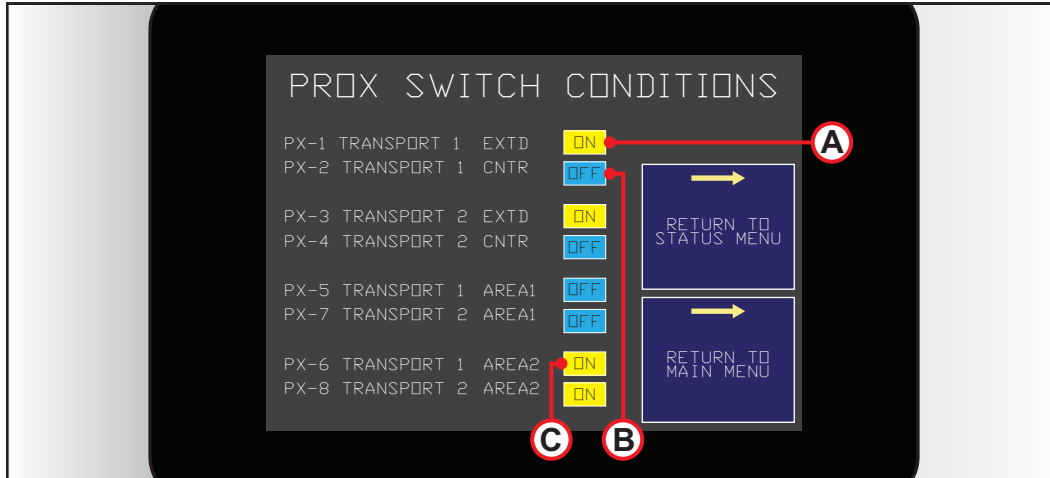 PROX SWITCH CONDITIONS
PX-1 TRANSPORT 1 EXTD ON
PX-2 TRANSPORT 1 CNTR OFF
PX-3 TRANSPORT 2 EXTD ON
PX-4 TRANSPORT 2 CNTR OFF
PX-5 TRANSPORT 1 AREA1 OFF
PX-7 TRANSPORT 2 AREA1 OFF
PX-6 TRANSPORT 1 AREA2 ON
PX-8 TRANSPORT 2 AREA2 ON
RETURN TO
STATUS MENU
RETURN TO
MAIN MENU
A
B
C